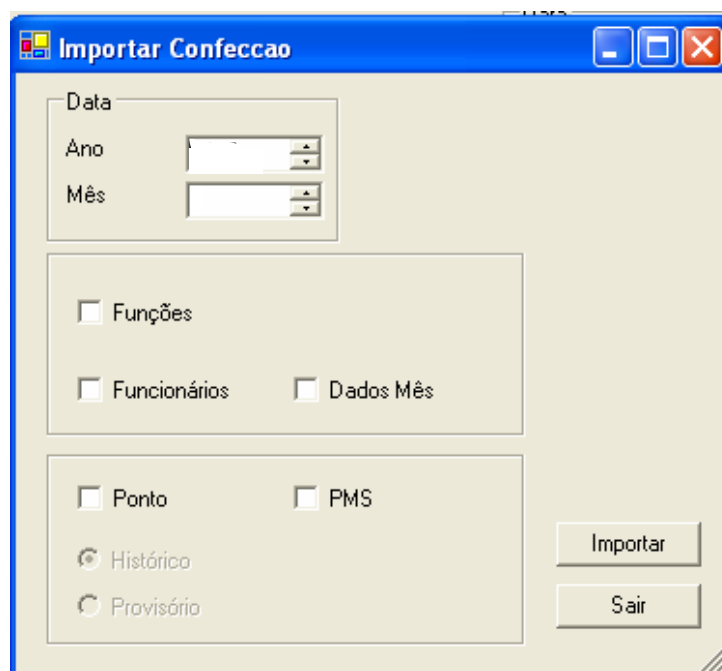 Importar Confeccao
Data
Ano
Mês
Funções
Funcionários Dados Mês
Ponto PMS
Histórico
Provisório
Importar
Sair